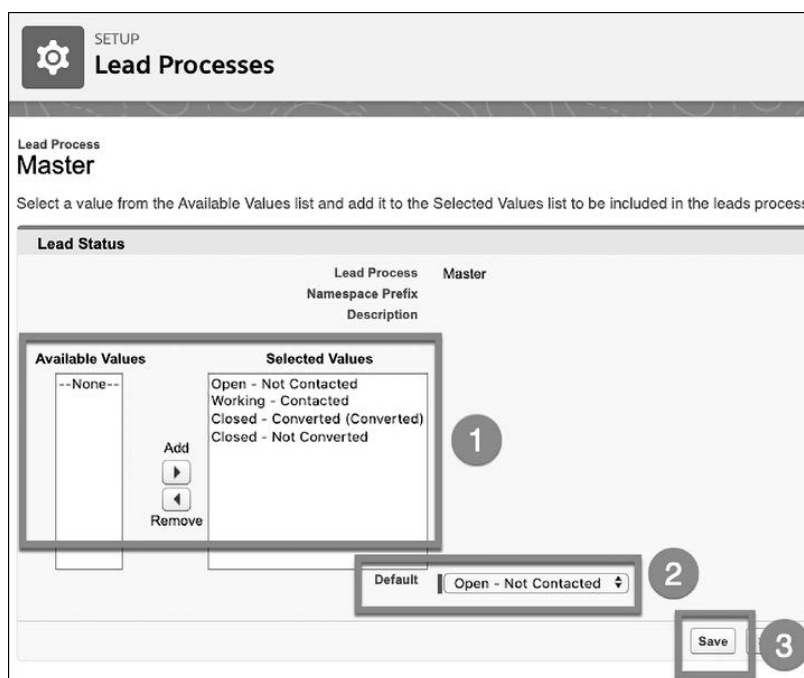 SETUP
Lead Processes
Lead Process
Master
Select a value from the Available Values list and add it to the Selected Values list to be included in the leads process
Lead Status
Lead Process Master
Namespace Prefix
Description
Available Values Selected Values
--None--
Open - Not Contacted
Working - Contacted
Closed - Converted (Converted)
Closed - Not Converted
1
Add
Remove
Default Open - Not Contacted 2
Save 3